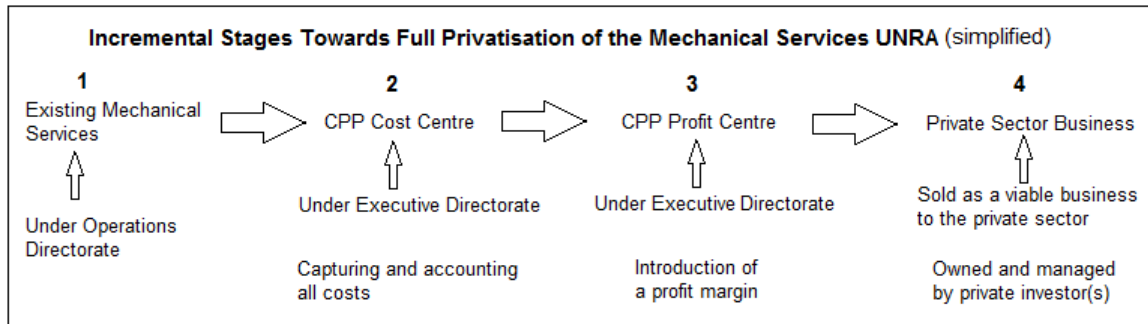 Incremental Stages Towards Full Privatisation of the Mechanical Services UNRA (simplified)
1
Existing Mechanical
Services
Under Operations
Directorate
2
CPP Cost Centre
Under Executive Directorate
Capturing and accounting
all costs
3
CPP Profit Centre
Under Executive Directorate
Introduction of
a profit margin
4
Private Sector Business
Sold as a viable business
to the private sector
Owned and managed
by private investor(s)